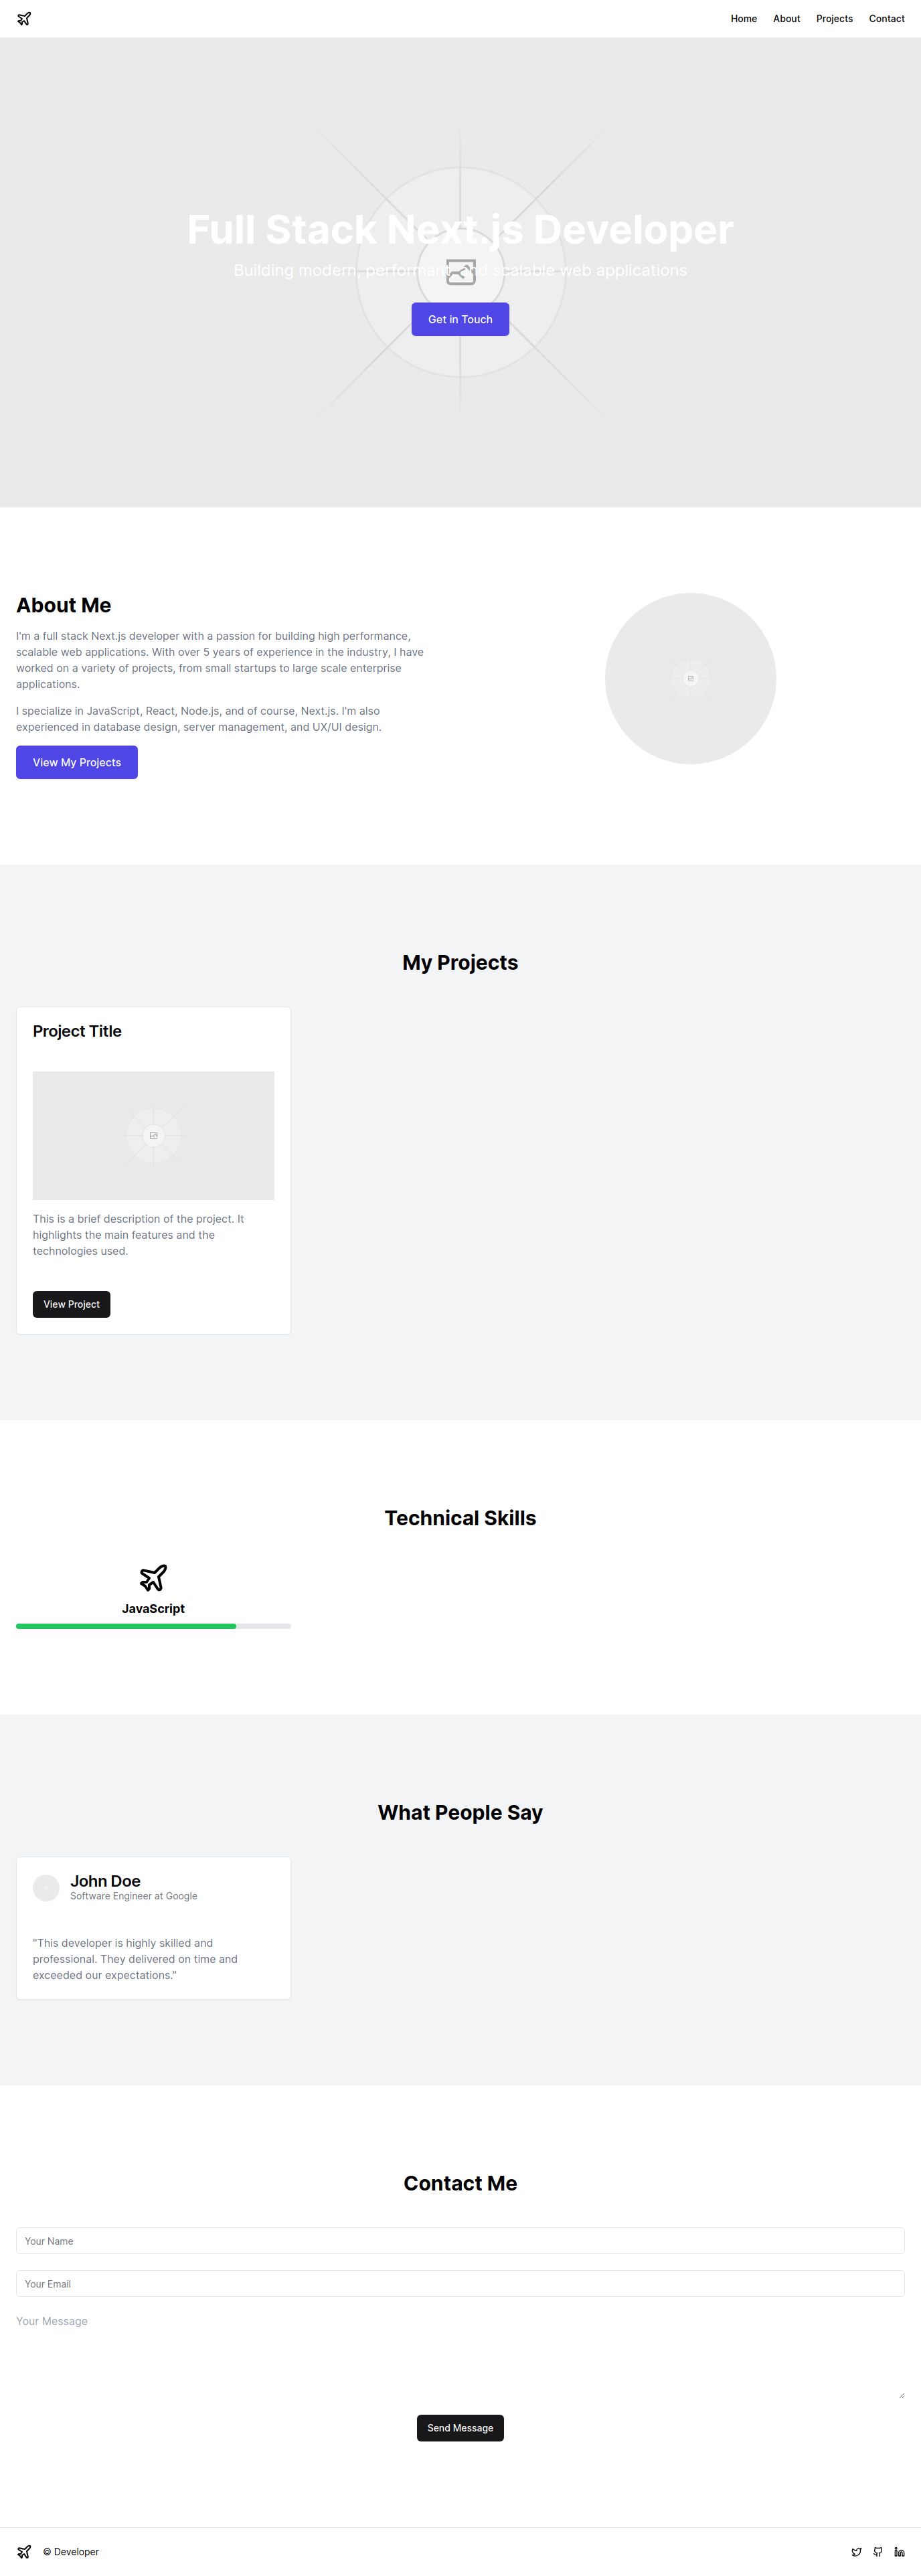 Home About Projects Contact
Full Stack Next.js Developer
Building modern, performant, and scalable web applications
Get in Touch
About Me
I'm a full stack Next.js developer with a passion for building high performance,
scalable web applications. With over 5 years of experience in the industry, I have
worked on a variety of projects, from small startups to large scale enterprise
applications.
I specialize in JavaScript, React, Node.js, and of course, Next.js. I'm also
experienced in database design, server management, and UX/UI design.
View My Projects
My Projects
Project Title
This is a brief description of the project. It
highlights the main features and the
technologies used.
View Project
Technical Skills
JavaScript
What People Say
John Doe
Software Engineer at Google
"This developer is highly skilled and
professional. They delivered on time and
exceeded our expectations."
Contact Me
Your Name
Your Email
Your Message
Send Message
© Developer